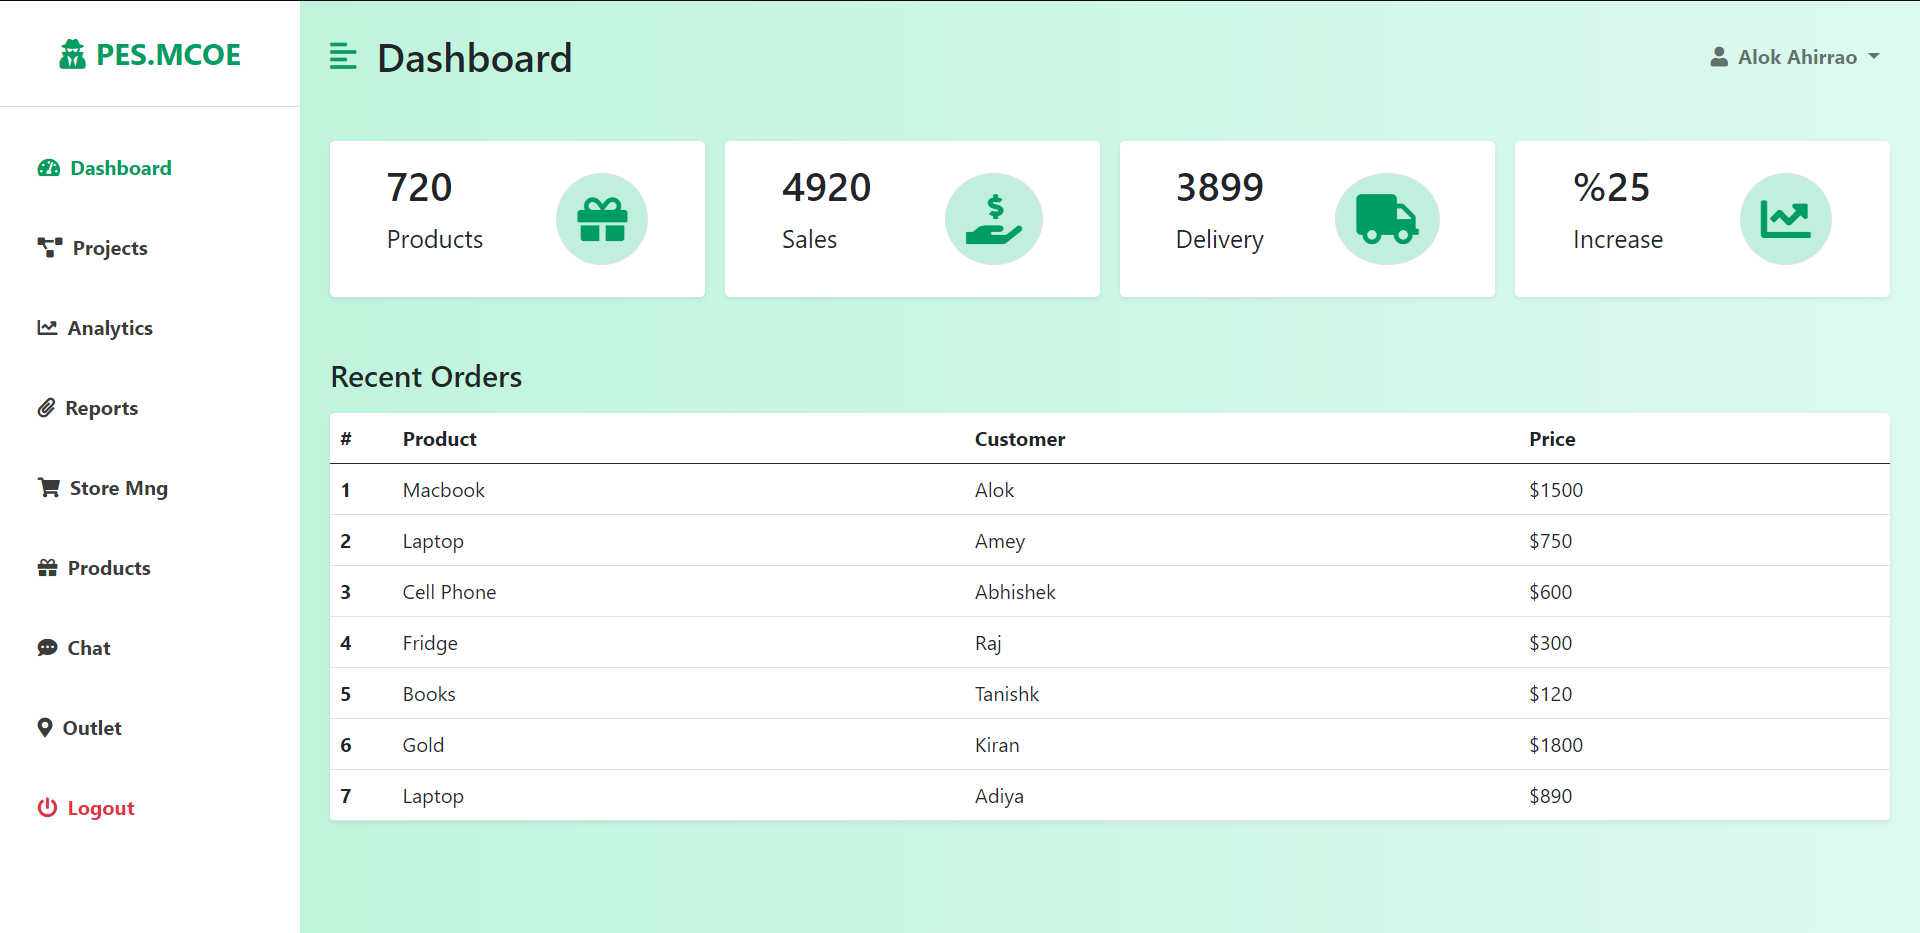 PES.MCOE
Dashboard
Projects
Analytics
Reports
Store Mng
Products
Chat
Outlet
Logout
Dashboard
Alok Ahirrao
720
Products
4920
Sales
3899
Delivery
%25
Increase
Recent Orders
# Product Customer Price
1 Macbook Alok $1500
2 Laptop Amey $750
3 Cell Phone Abhishek $600
4 Fridge Raj $300
5 Books Tanishk $120
6 Gold Kiran $1800
7 Laptop Adiya $890